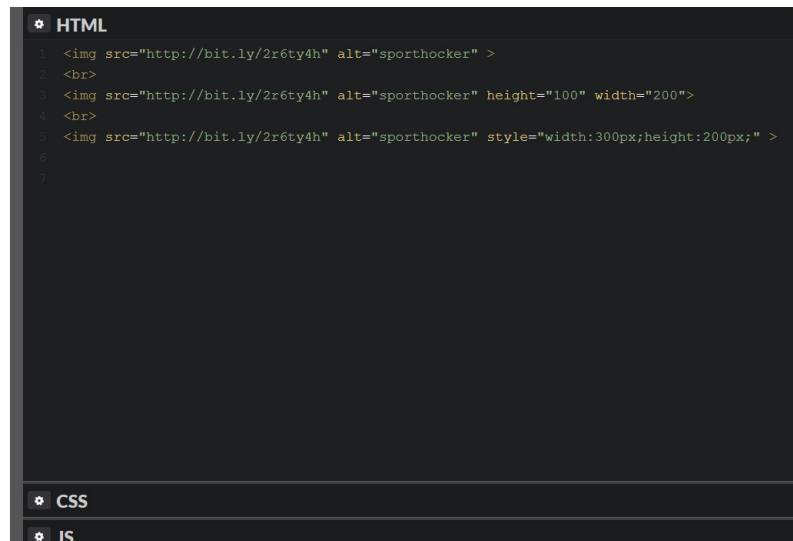 HTML
1 <img src="http://bit.ly/2r6ty4h" alt="sporthocker" >
2 <br>
3 <img src="http://bit.ly/2r6ty4h" alt="sporthocker" height="100" width="200">
4 <br>
5 <img src="http://bit.ly/2r6ty4h" alt="sporthocker" style="width:300px;height:200px;" >
6
7
CSS
JS